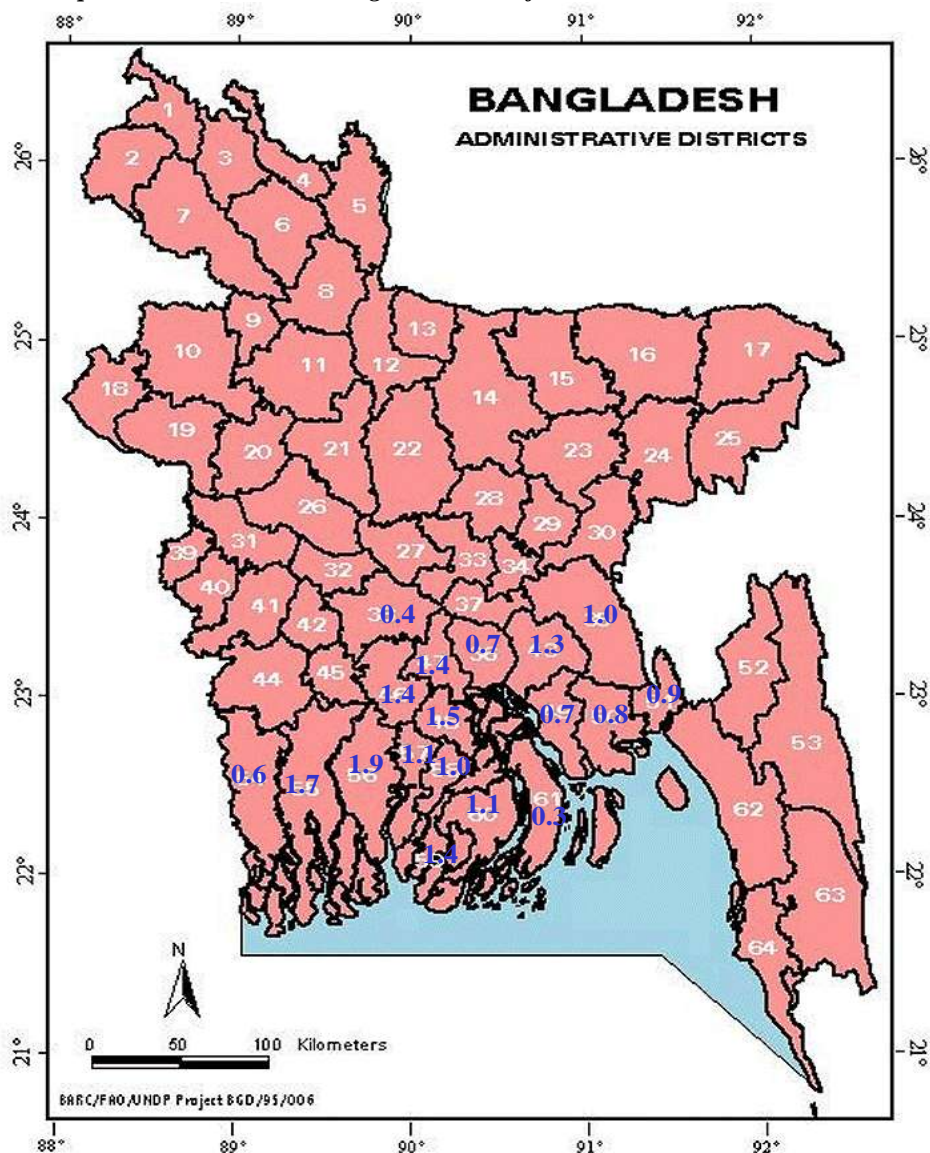 88° 89° 90° 91° 92°
BANGLADESH
ADMINISTRATIVE DISTRICTS
1
26° 2 3 26°
4
5
7 6
8
9 13
25° 10 11 12 16 17 25°
15
18 14
19 20 21 22 23 24 25
28
26 29
24° 30 24°
31 27
39 32 33 34
40
41 42 0.4 37 1.0
0.7 1.3
1.4
44 45 52
23° 1.4 0.9 23°
1.5 0.7 0.8
53
1.1
0.6 1.7 1.9 1.0
61 62
1.1 0.3
1.4
22° 22°
63
64
N
0 50 100 Kilometers
21° 21°
BARC/FAO/UNDP Project BGD/95/006
88° 89° 90° 91° 92°